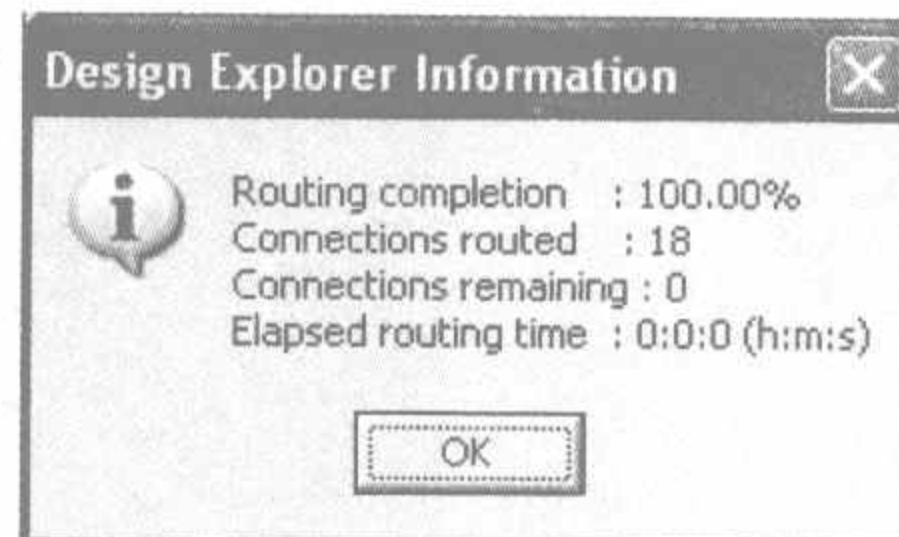 Design Explorer Information
Routing completion : 100.00%
Connections routed : 18
Connections remaining : 0
Elapsed routing time : 0:0:0 (h:m:s)
OK